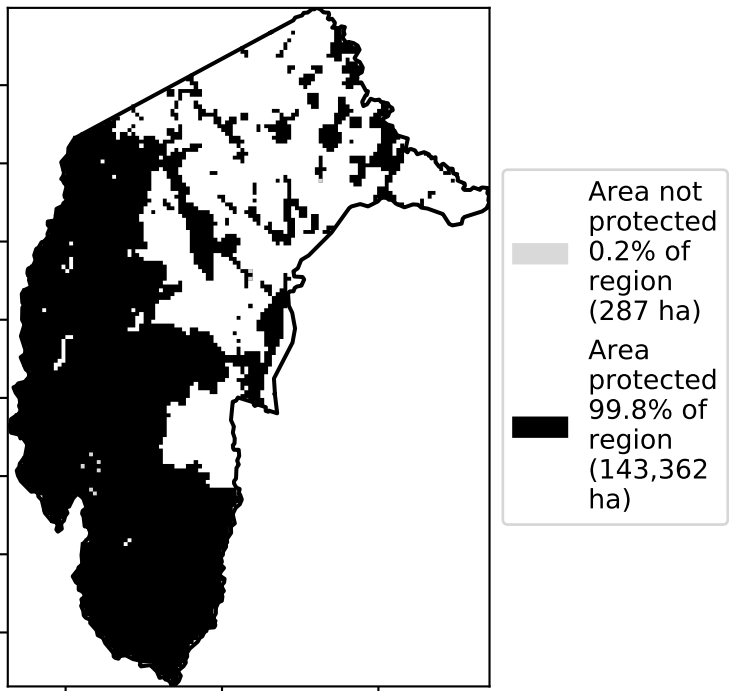 Area not
protected
0.2% of
region
(287 ha)
Area
protected
99.8% of
region
(143,362
ha)